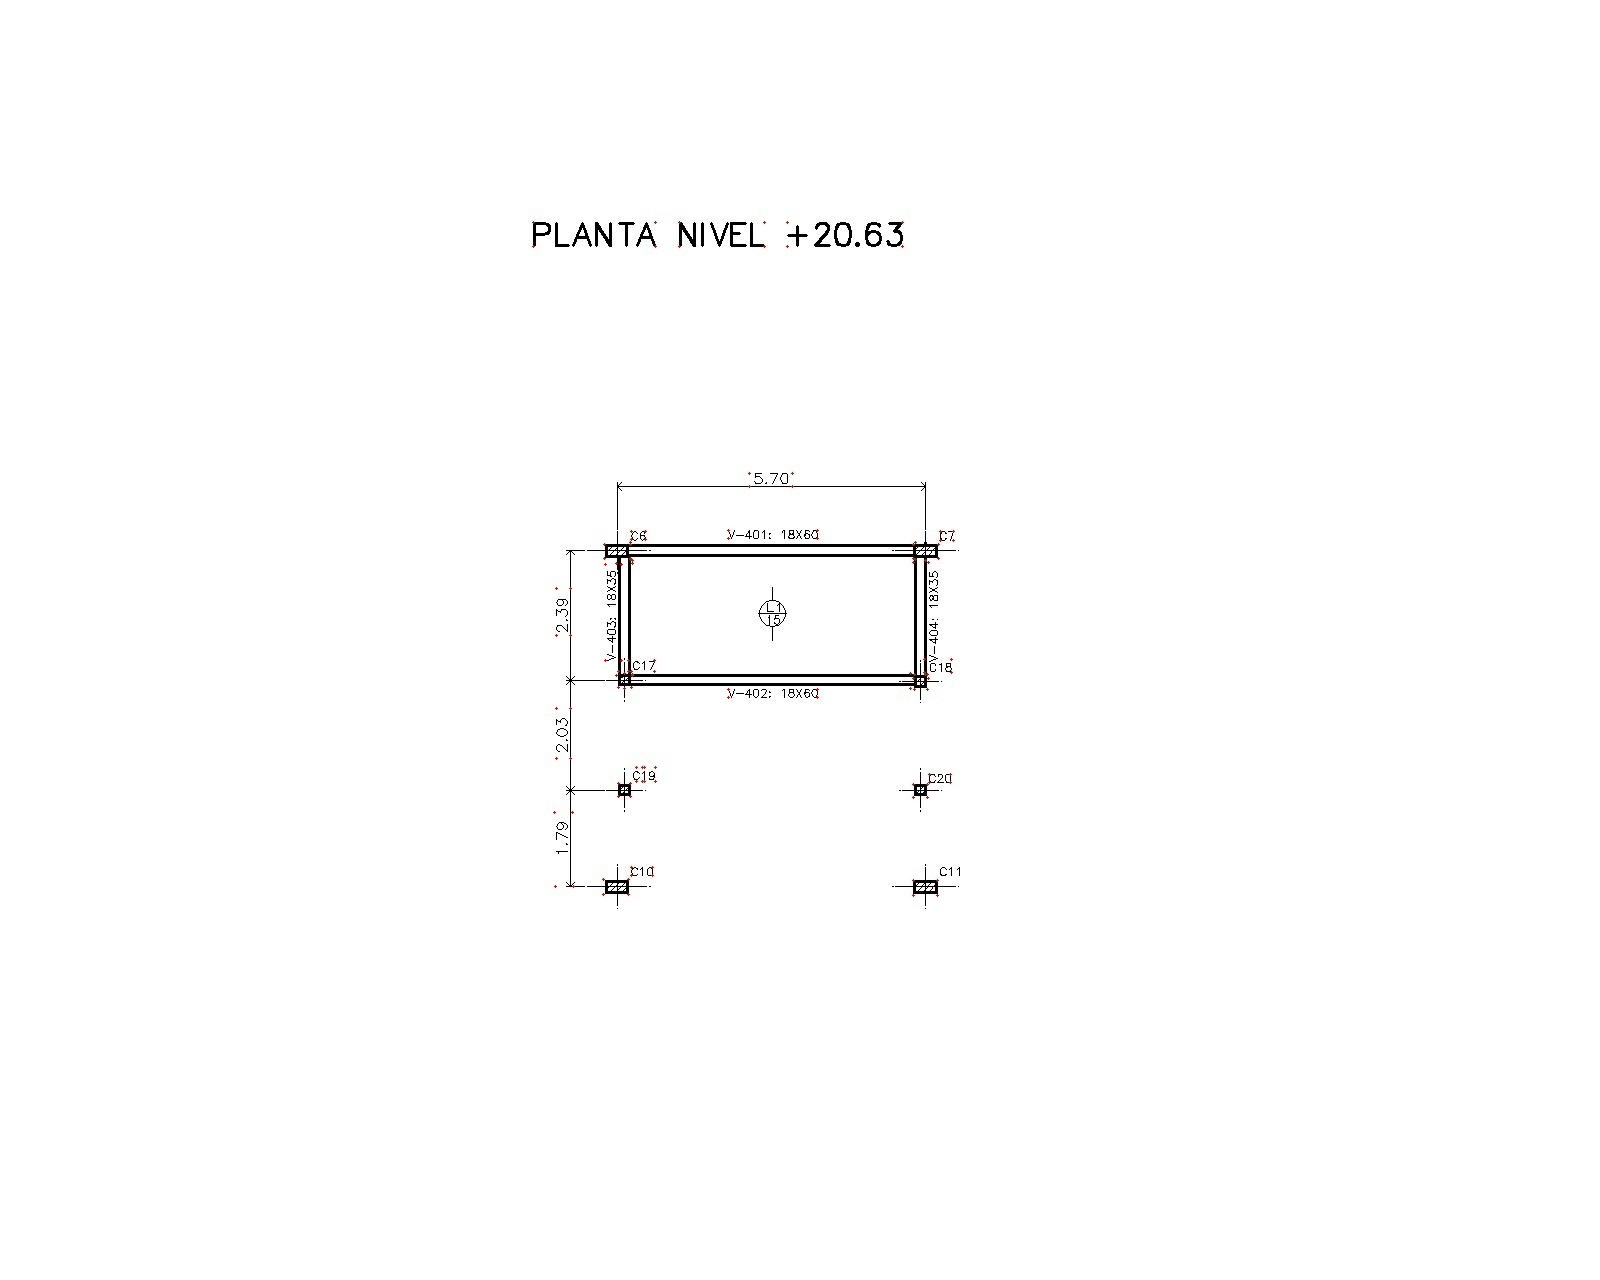 PLANTA NIVEL +20.63
5.70
C6
V-401: 18X60
C7
2.39
V-403: 18X35
L1
15
V-404: 18X35
C17
C18
V-402: 18X60
2.03
C19
C20
1.79
C10
C11